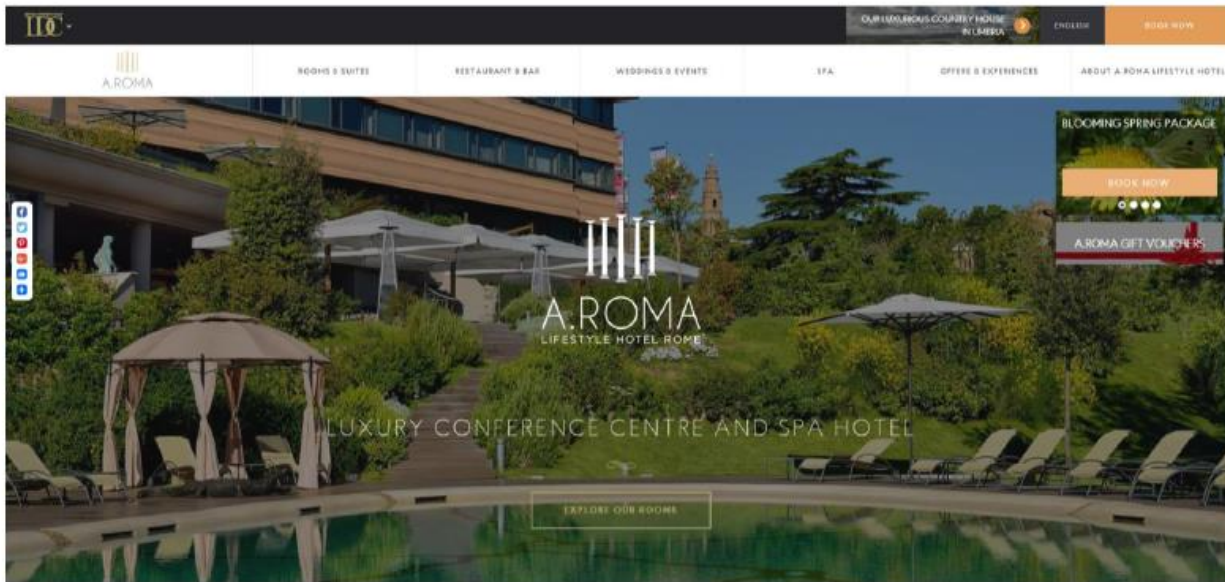 IDC
OUR LUXURIOUS COUNTRY HOUSE
IN UMBRIA
ENGLISH
BOOK NOW
A.ROMA
ROOMS & SUITES
RESTAURANT & BAR
WEDDINGS & EVENTS
SPA
OFFERS & EXPERIENCES
ABOUT A.ROMA LIFESTYLE HOTEL
BLOOMING SPRING PACKAGE
BOOK NOW
A.ROMA GIFT VOUCHERS
A.ROMA
LIFESTYLE HOTEL ROME
LUXURY CONFERENCE CENTRE AND SPA HOTEL
EXPLORE OUR ROOMS